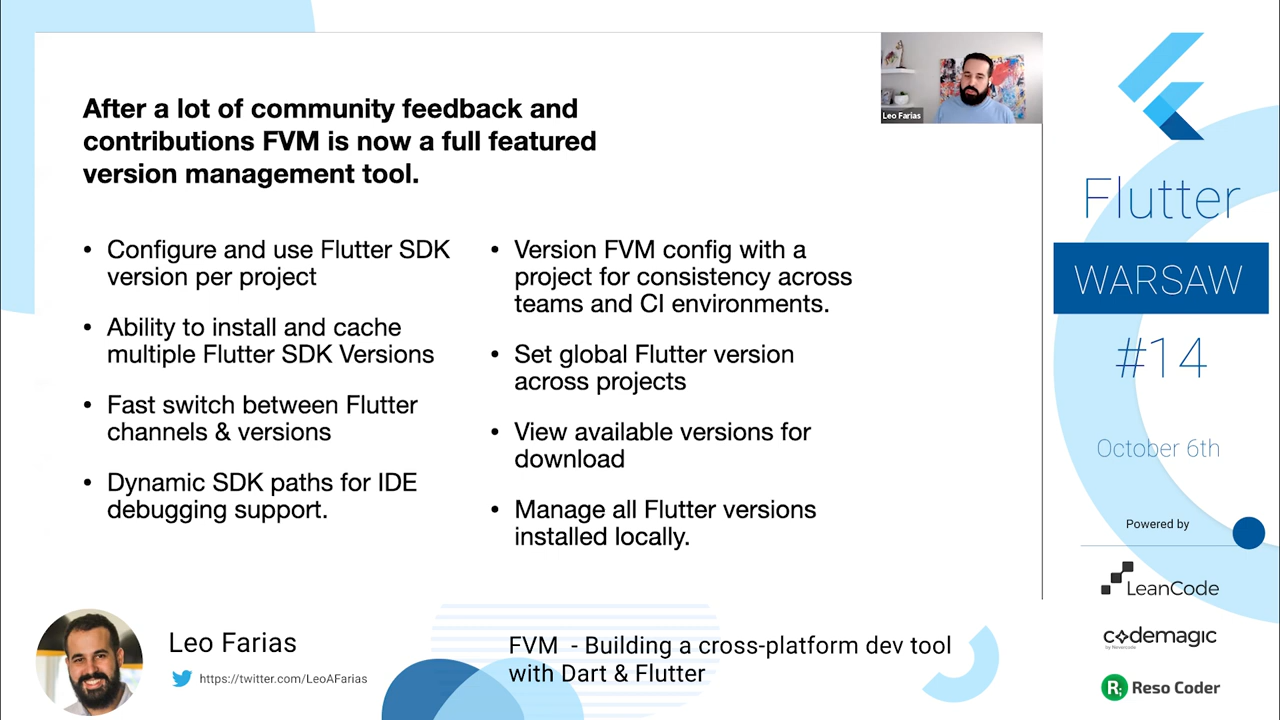 After a lot of community feedback and
contributions FVM is now a full featured
version management tool.
• Configure and use Flutter SDK
version per project
• Ability to install and cache
multiple Flutter SDK Versions
• Fast switch between Flutter
channels & versions
• Dynamic SDK paths for IDE
debugging support.
• Version FVM config with a
project for consistency across
teams and CI environments.
• Set global Flutter version
across projects
• View available versions for
download
• Manage all Flutter versions
installed locally.
Leo Farias
Flutter
WARSAW
#14
October 6th
Powered by
LeanCode
codemagic
by Nevercode
R;
Reso Coder
Leo Farias
https://twitter.com/LeoAFarias
FVM - Building a cross-platform dev tool
with Dart & Flutter